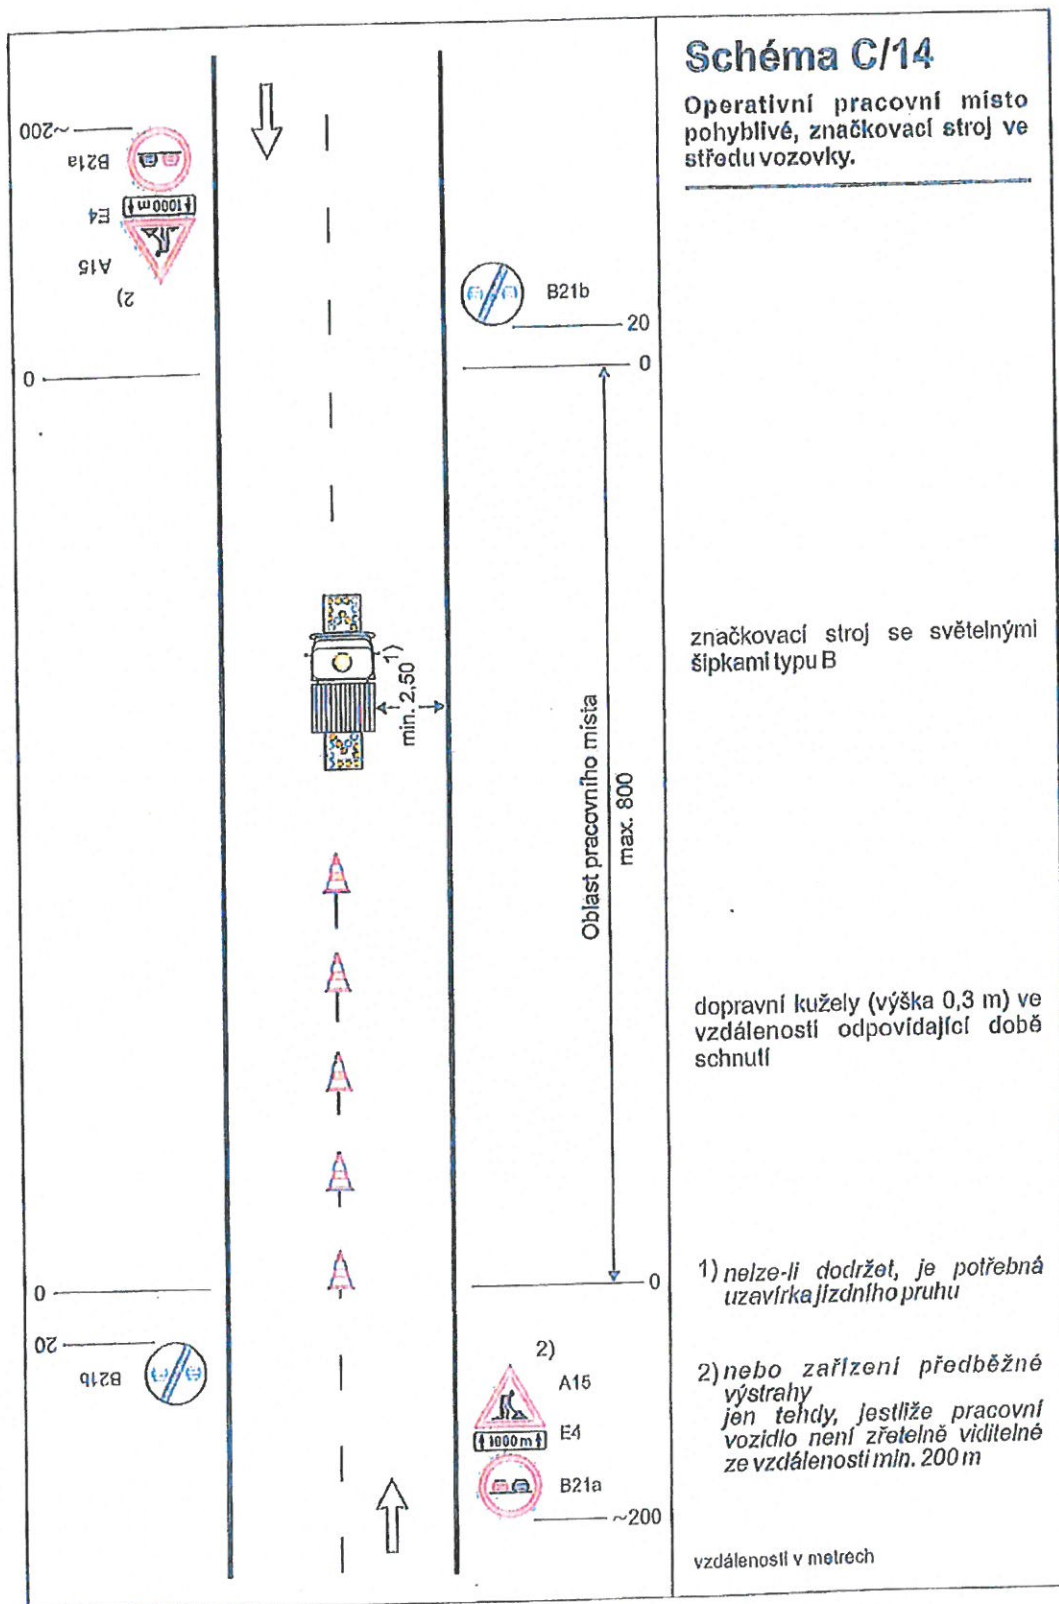 Schéma C/14
Operativní pracovní místo
pohyblivé, značkovací stroj ve
středu vozovky.
~200
B21a
1000 m
E4
A15
2)
B21b
20
0
0
1)
min. 2,50
značkovací stroj se světelnými
šipkami typu B
Oblast pracovního místa
max. 800
dopravní kužely (výška 0,3 m) ve
vzdálenosti odpovídající době
schnutí
0
0
20
B21b
1) nelze-li dodržet, je potřebná
uzavírka jízdního pruhu
2)
A15
1000 m
E4
B21a
~200
2) nebo zařízení předběžné
výstrahy
jen tehdy, jestliže pracovní
vozidlo není zřetelně viditelné
ze vzdálenosti min. 200 m
vzdálenosti v metrech